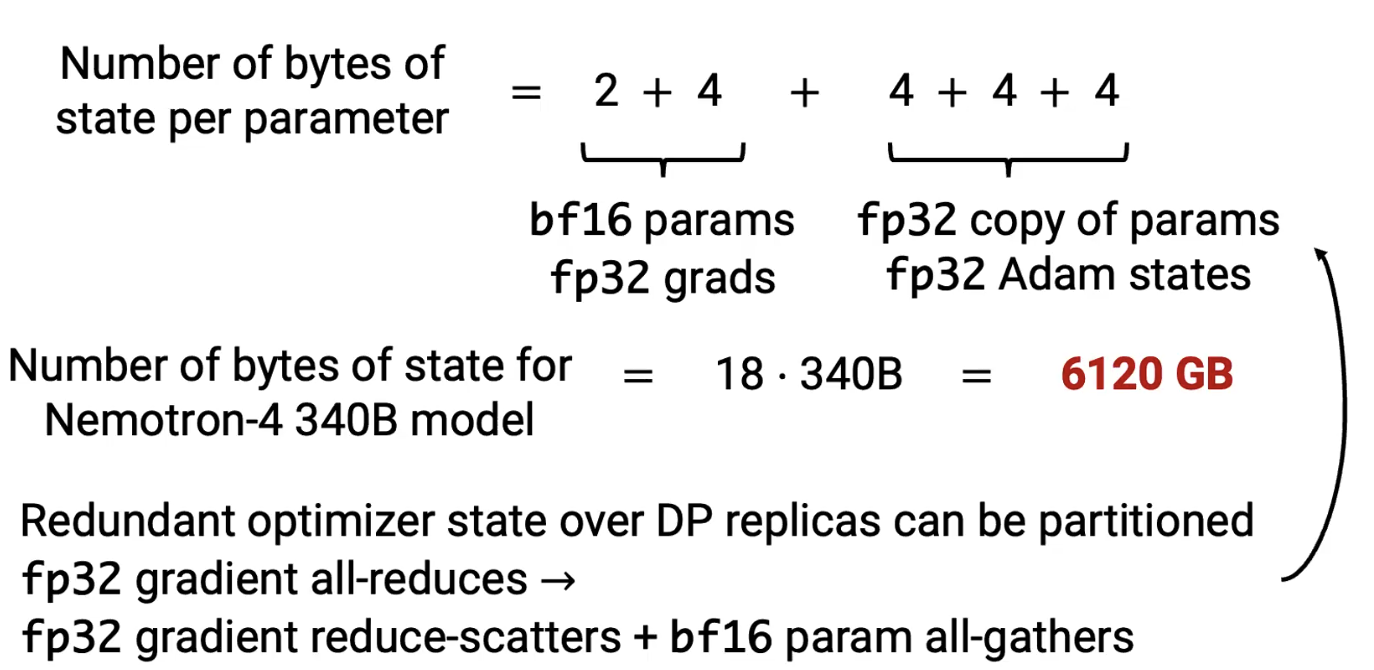 Number of bytes of
state per parameter
= 2 + 4 + 4 + 4 + 4
bf16 params
fp32 grads
fp32 copy of params
fp32 Adam states
Number of bytes of state for
Nemotron-4 340B model
= 18 · 340B = 6120 GB
Redundant optimizer state over DP replicas can be partitioned
fp32 gradient all-reduces →
fp32 gradient reduce-scatters + bf16 param all-gathers